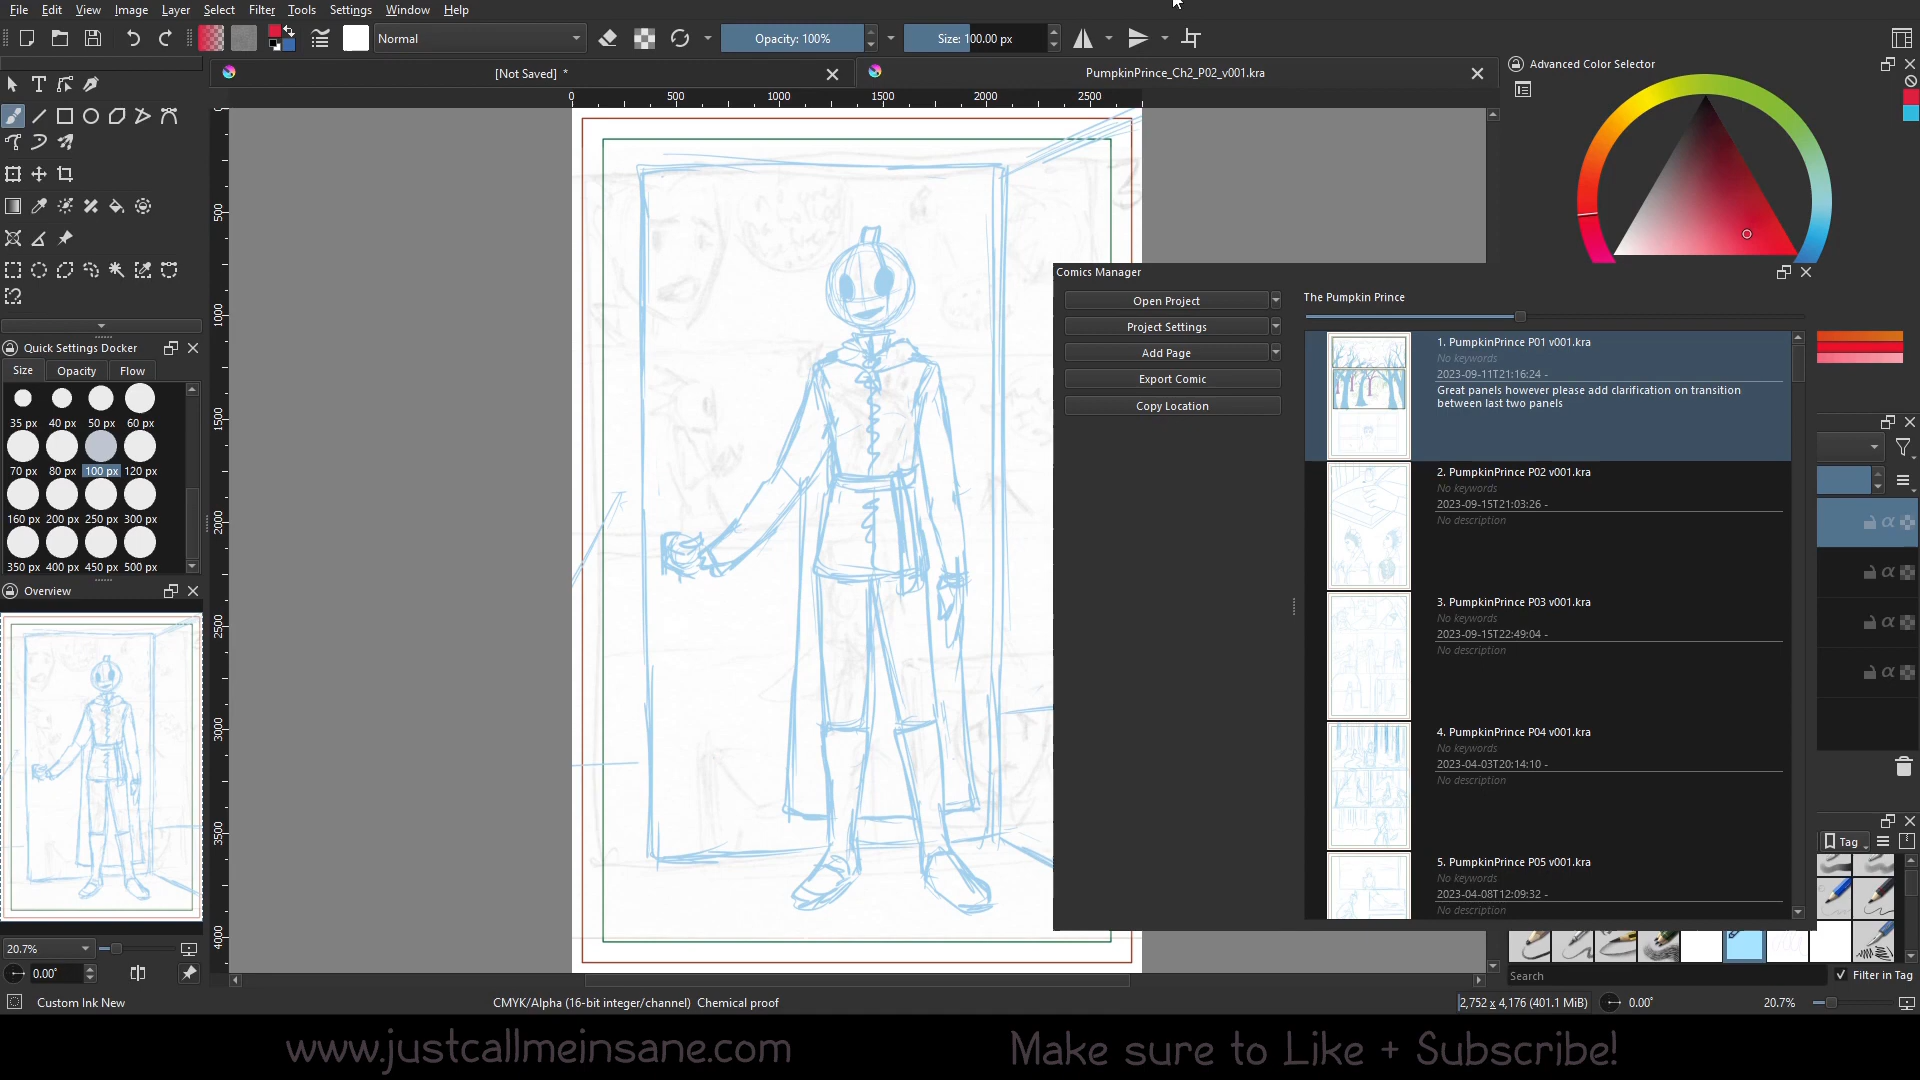 File Edit View Image Layer Select Filter Tools Settings Window Help
Normal Opacity: 100% Size: 100.00 px
[Not Saved] * PumpkinPrince_Ch2_P02_v001.kra
Advanced Color Selector
0 500 1000 1500 2000 2500
500
1000
1500
2000
2500
3000
3500
4000
Quick Settings Docker
Size Opacity Flow
35 px 40 px 50 px 60 px
70 px 80 px 100 px 120 px
160 px 200 px 250 px 300 px
350 px 400 px 450 px 500 px
Overview
20.7%
0.00°
Comics Manager
Open Project
Project Settings
Add Page
Export Comic
Copy Location
The Pumpkin Prince
1. PumpkinPrince P01 v001.kra
No keywords
2023-09-11T21:16:24 -
Great panels however please add clarification on transition
between last two panels
2. PumpkinPrince P02 v001.kra
No keywords
2023-09-15T21:03:26 -
No description
3. PumpkinPrince P03 v001.kra
No keywords
2023-09-15T22:49:04 -
No description
4. PumpkinPrince P04 v001.kra
No keywords
2023-04-03T20:14:10 -
No description
5. PumpkinPrince P05 v001.kra
No keywords
2023-04-08T12:09:32 -
No description
Tag
Search Filter in Tag
Custom Ink New CMYK/Alpha (16-bit integer/channel) Chemical proof 2,752 x 4,176 (401.1 MiB) 0.00° 20.7%
www.justcallmeinsane.com Make sure to Like + Subscribe!